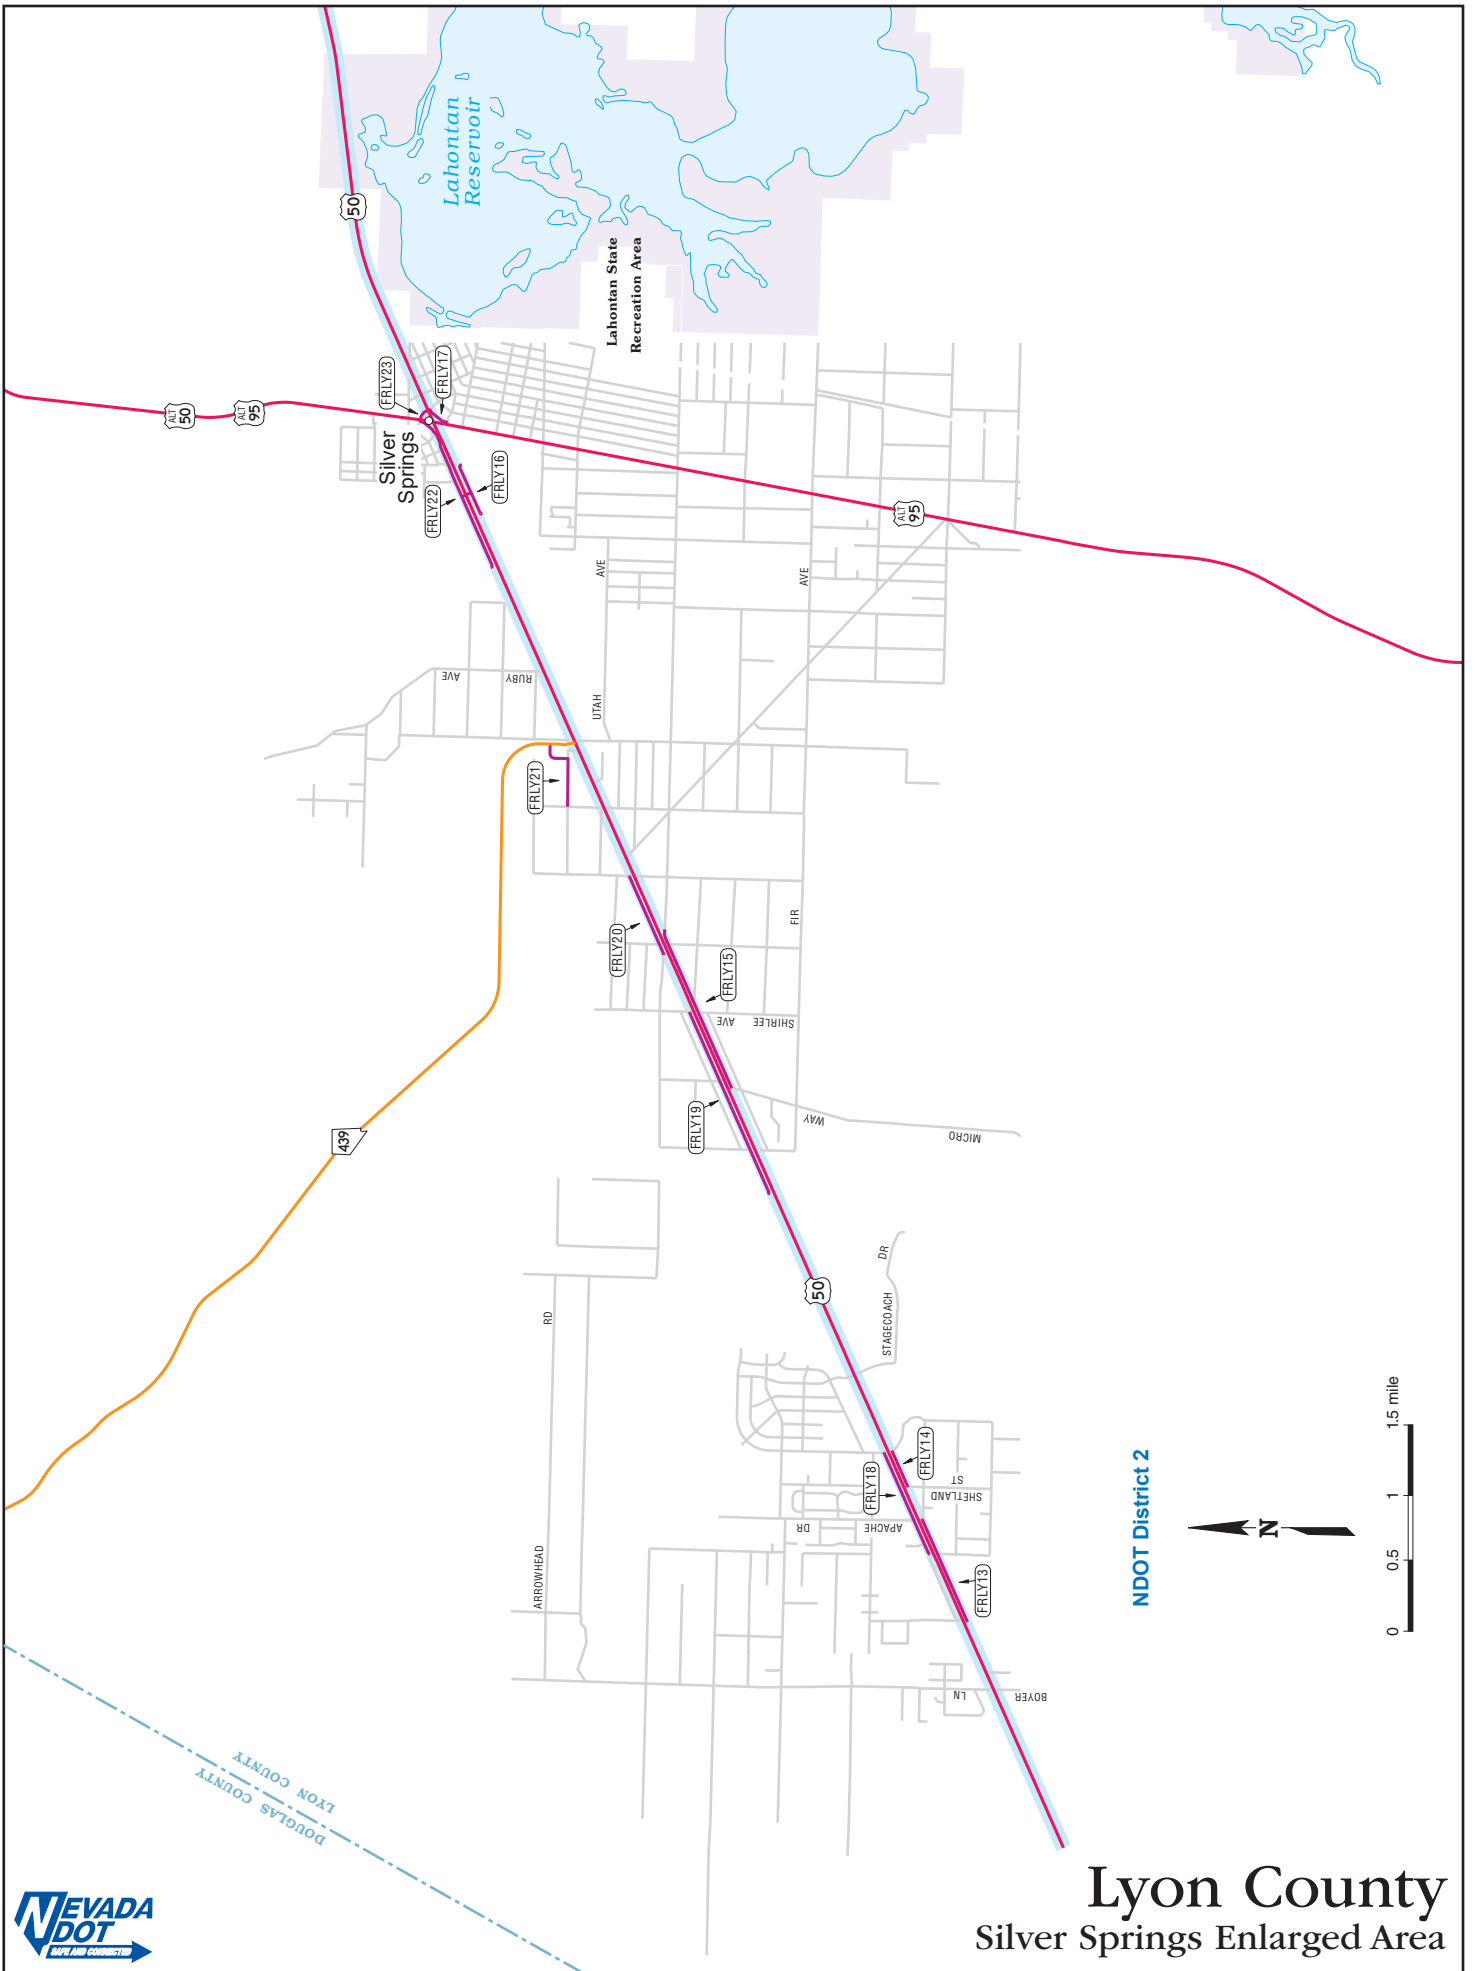 Lahontan
Reservoir
50
Lahontan State
Recreation Area
FRLY23
FRLY17
ALT
50
ALT
95
Silver
Springs
FRLY22
FRLY16
ALT
95
AVE
AVE
AVE
RUBY
UTAH
FRLY21
FIR
FRLY20
FRLY15
AVE
SHIRLEE
FRLY19
WAY
MICRO
439
DR
STAGECOACH
50
RD
ARROWHEAD
FRLY14
FRLY18
ST
SHETLAND
DR
APACHE
FRLY13
LN
BOYER
NDOT District 2
N
0
0.5
1
1.5 mile
LYON COUNTY
DOUGLAS COUNTY
NEVADA
DOT
SAFE AND CONNECTED
Lyon County
Silver Springs Enlarged Area